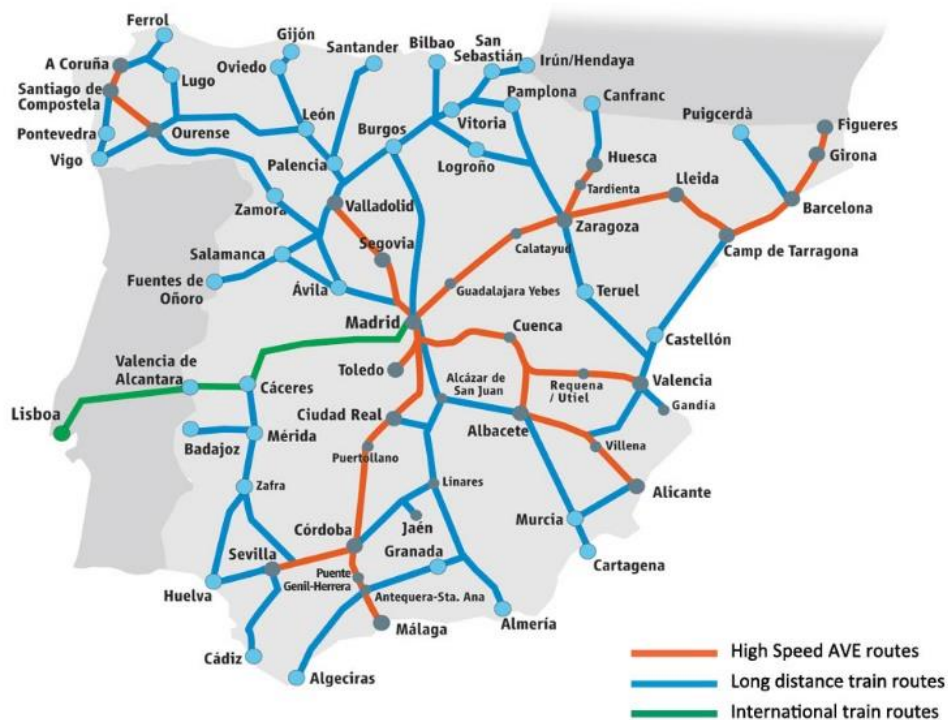 Ferrol
Gijón
Santander
Bilbao
San
Sebastián
Irún/Hendaya
A Coruña
Oviedo
Lugo
Santiago de
Compostela
Pamplona
Canfranc
Puigcerdà
Figueres
Pontevedra
Ourense
León
Burgos
Vitoria
Girona
Vigo
Palencia
Logroño
Huesca
Lleida
Tardienta
Zamora
Valladolid
Barcelona
Zaragoza
Segovia
Salamanca
Calatayud
Camp de Tarragona
Fuentes de
Oñoro
Ávila
Guadalajara Yebes
Teruel
Madrid
Cuenca
Castellón
Valencia de
Alcantara
Toledo
Alcázar de
San Juan
Requena
/ Utiel
Valencia
Cáceres
Gandía
Lisboa
Ciudad Real
Albacete
Badajoz
Mérida
Puertollano
Villena
Zafra
Linares
Alicante
Jaén
Murcia
Córdoba
Sevilla
Granada
Cartagena
Puente
Genil-Herrera
Huelva
Antequera-Sta. Ana
Almería
Málaga
Cádiz
Algeciras
High Speed AVE routes
Long distance train routes
International train routes